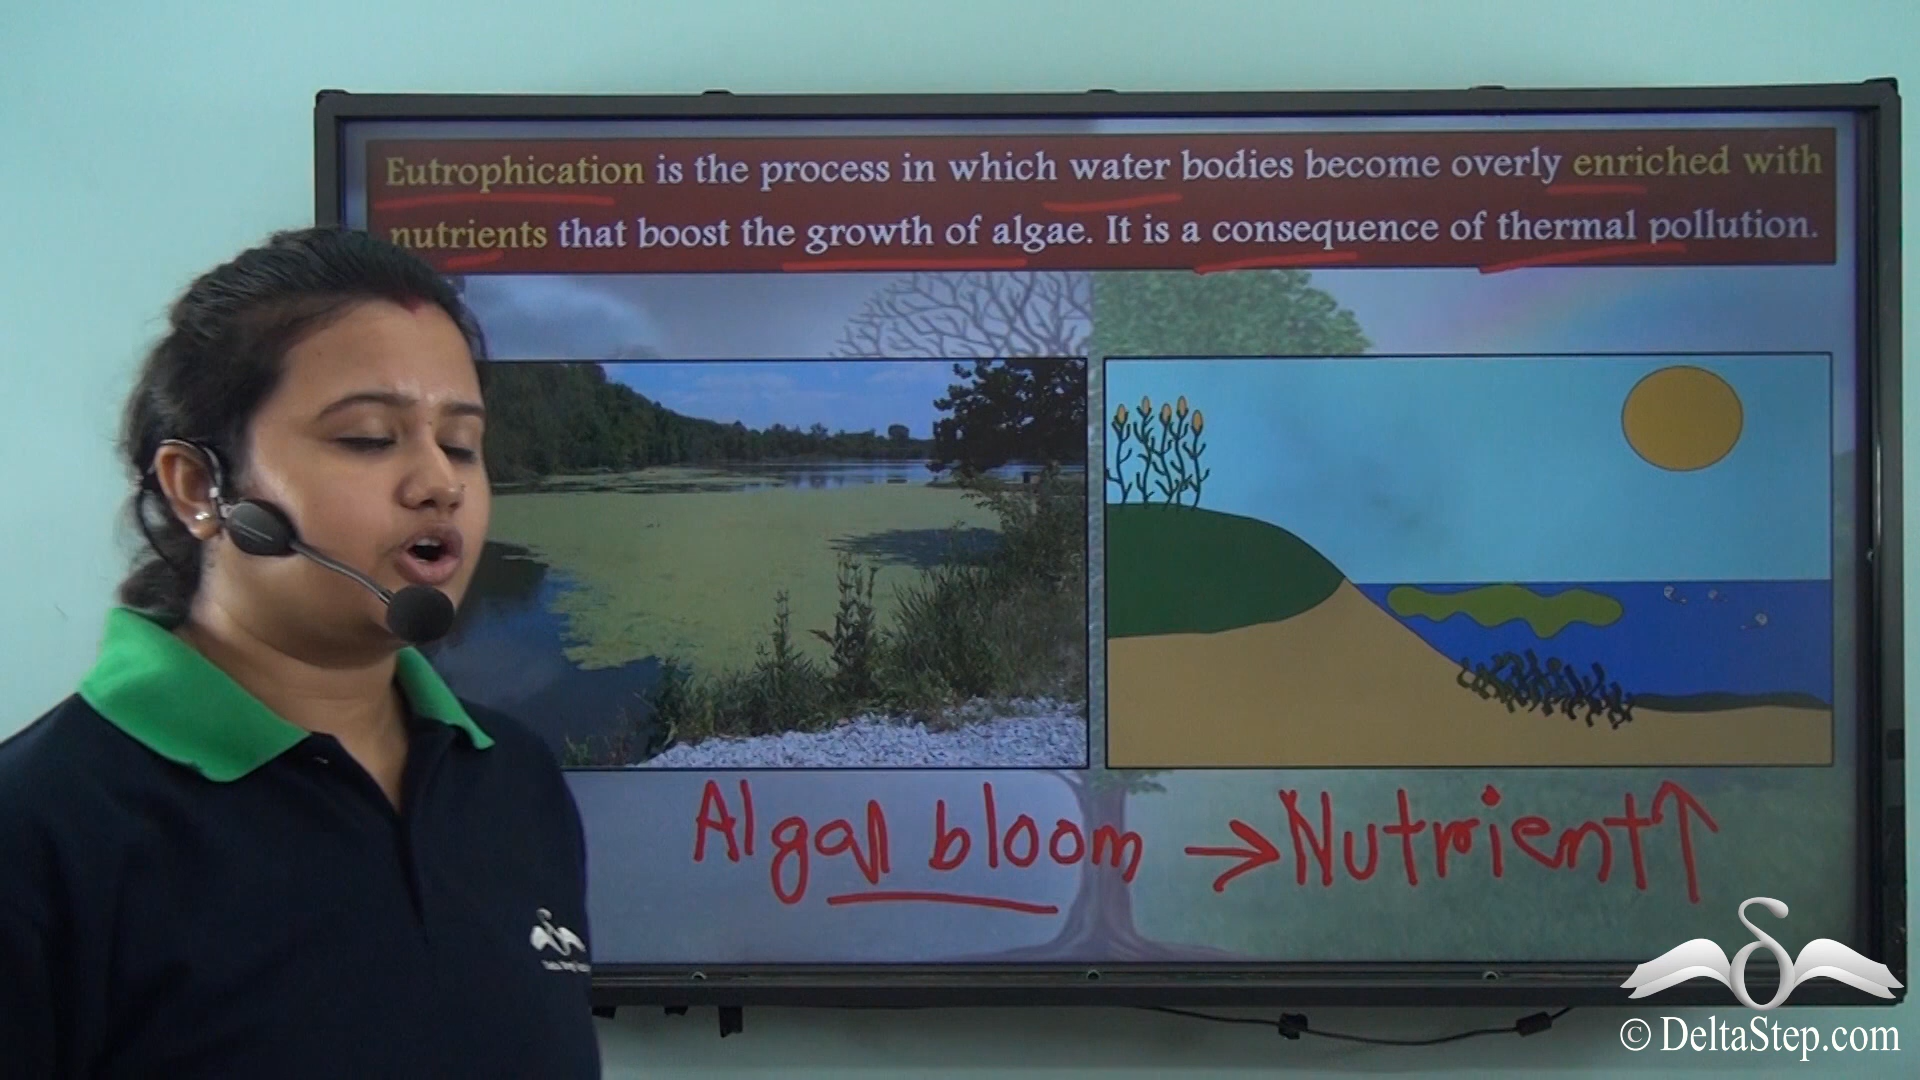 Eutrophication is the process in which water bodies become overly enriched with
nutrients that boost the growth of algae. It is a consequence of thermal pollution.
Algal bloom → Nutrient↑
© DeltaStep.com